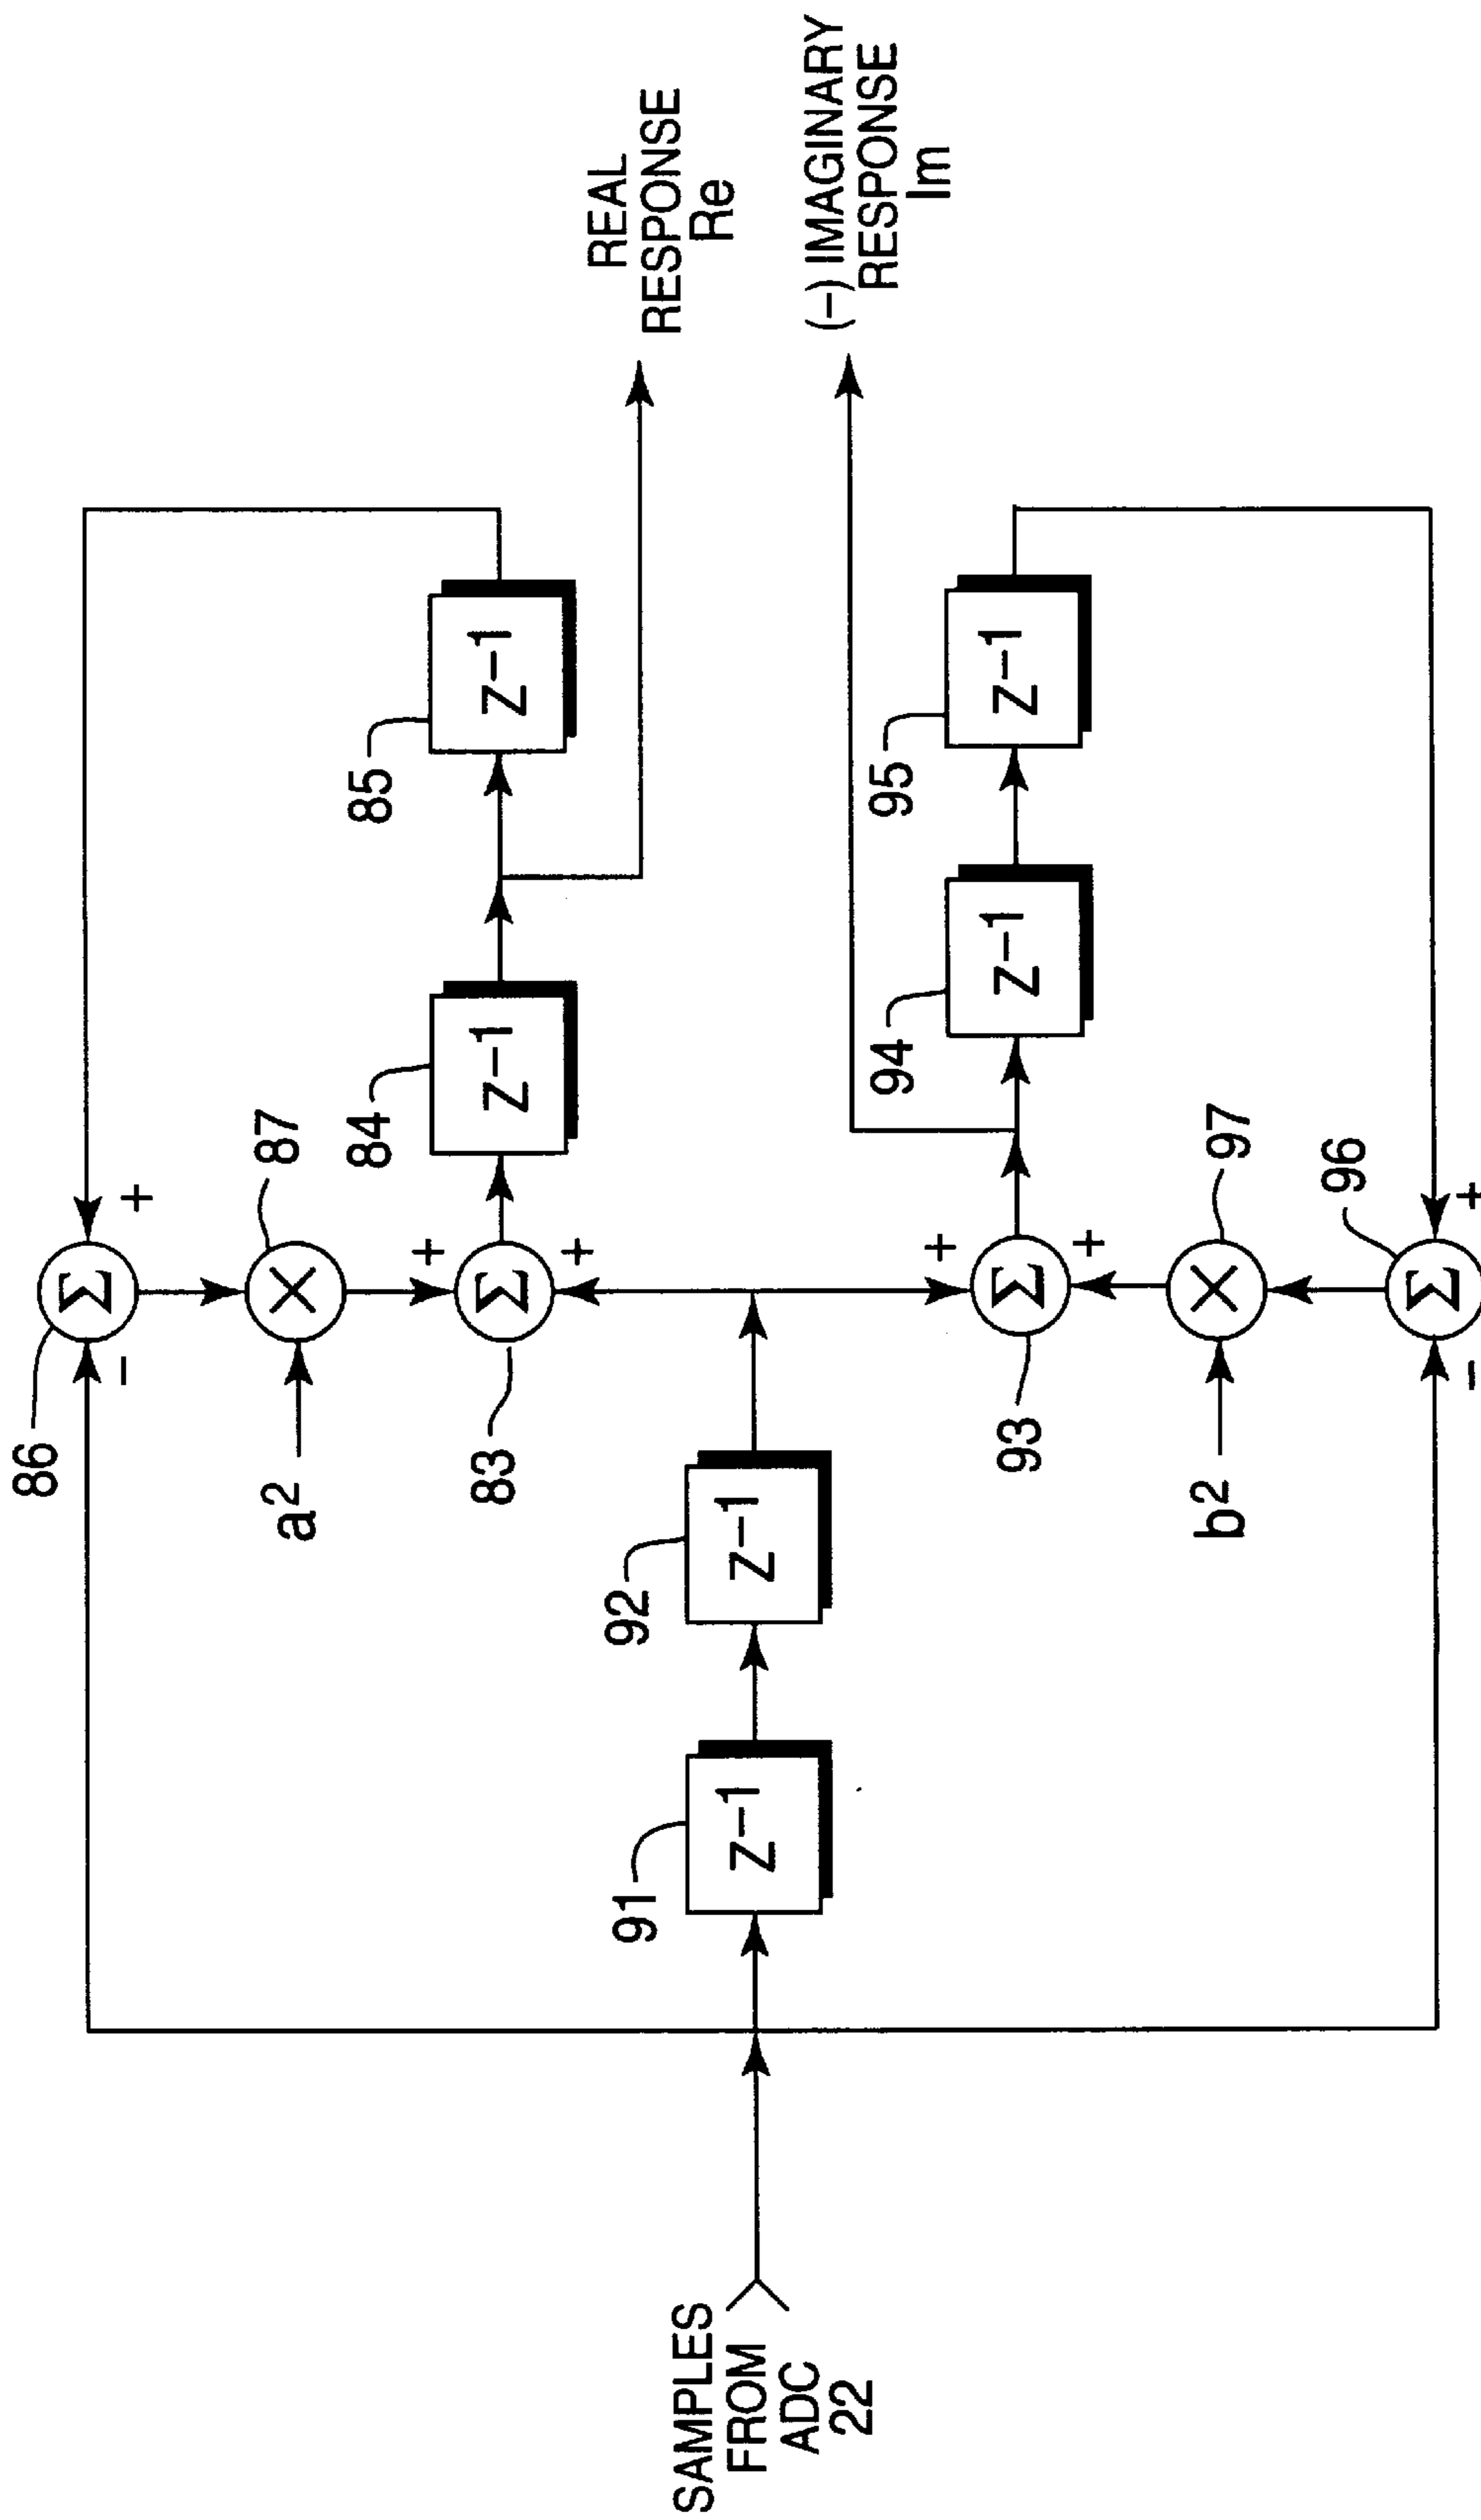 86
Σ
+
−
87
×
a²
+
83
Σ
+
84
z⁻¹
85
z⁻¹
REAL
RESPONSE
Re
SAMPLES
FROM
ADC
22
91
z⁻¹
92
z⁻¹
(−) IMAGINARY
RESPONSE
Im
+
Σ
+
93
94
z⁻¹
95
z⁻¹
97
×
b²
96
Σ
+
−